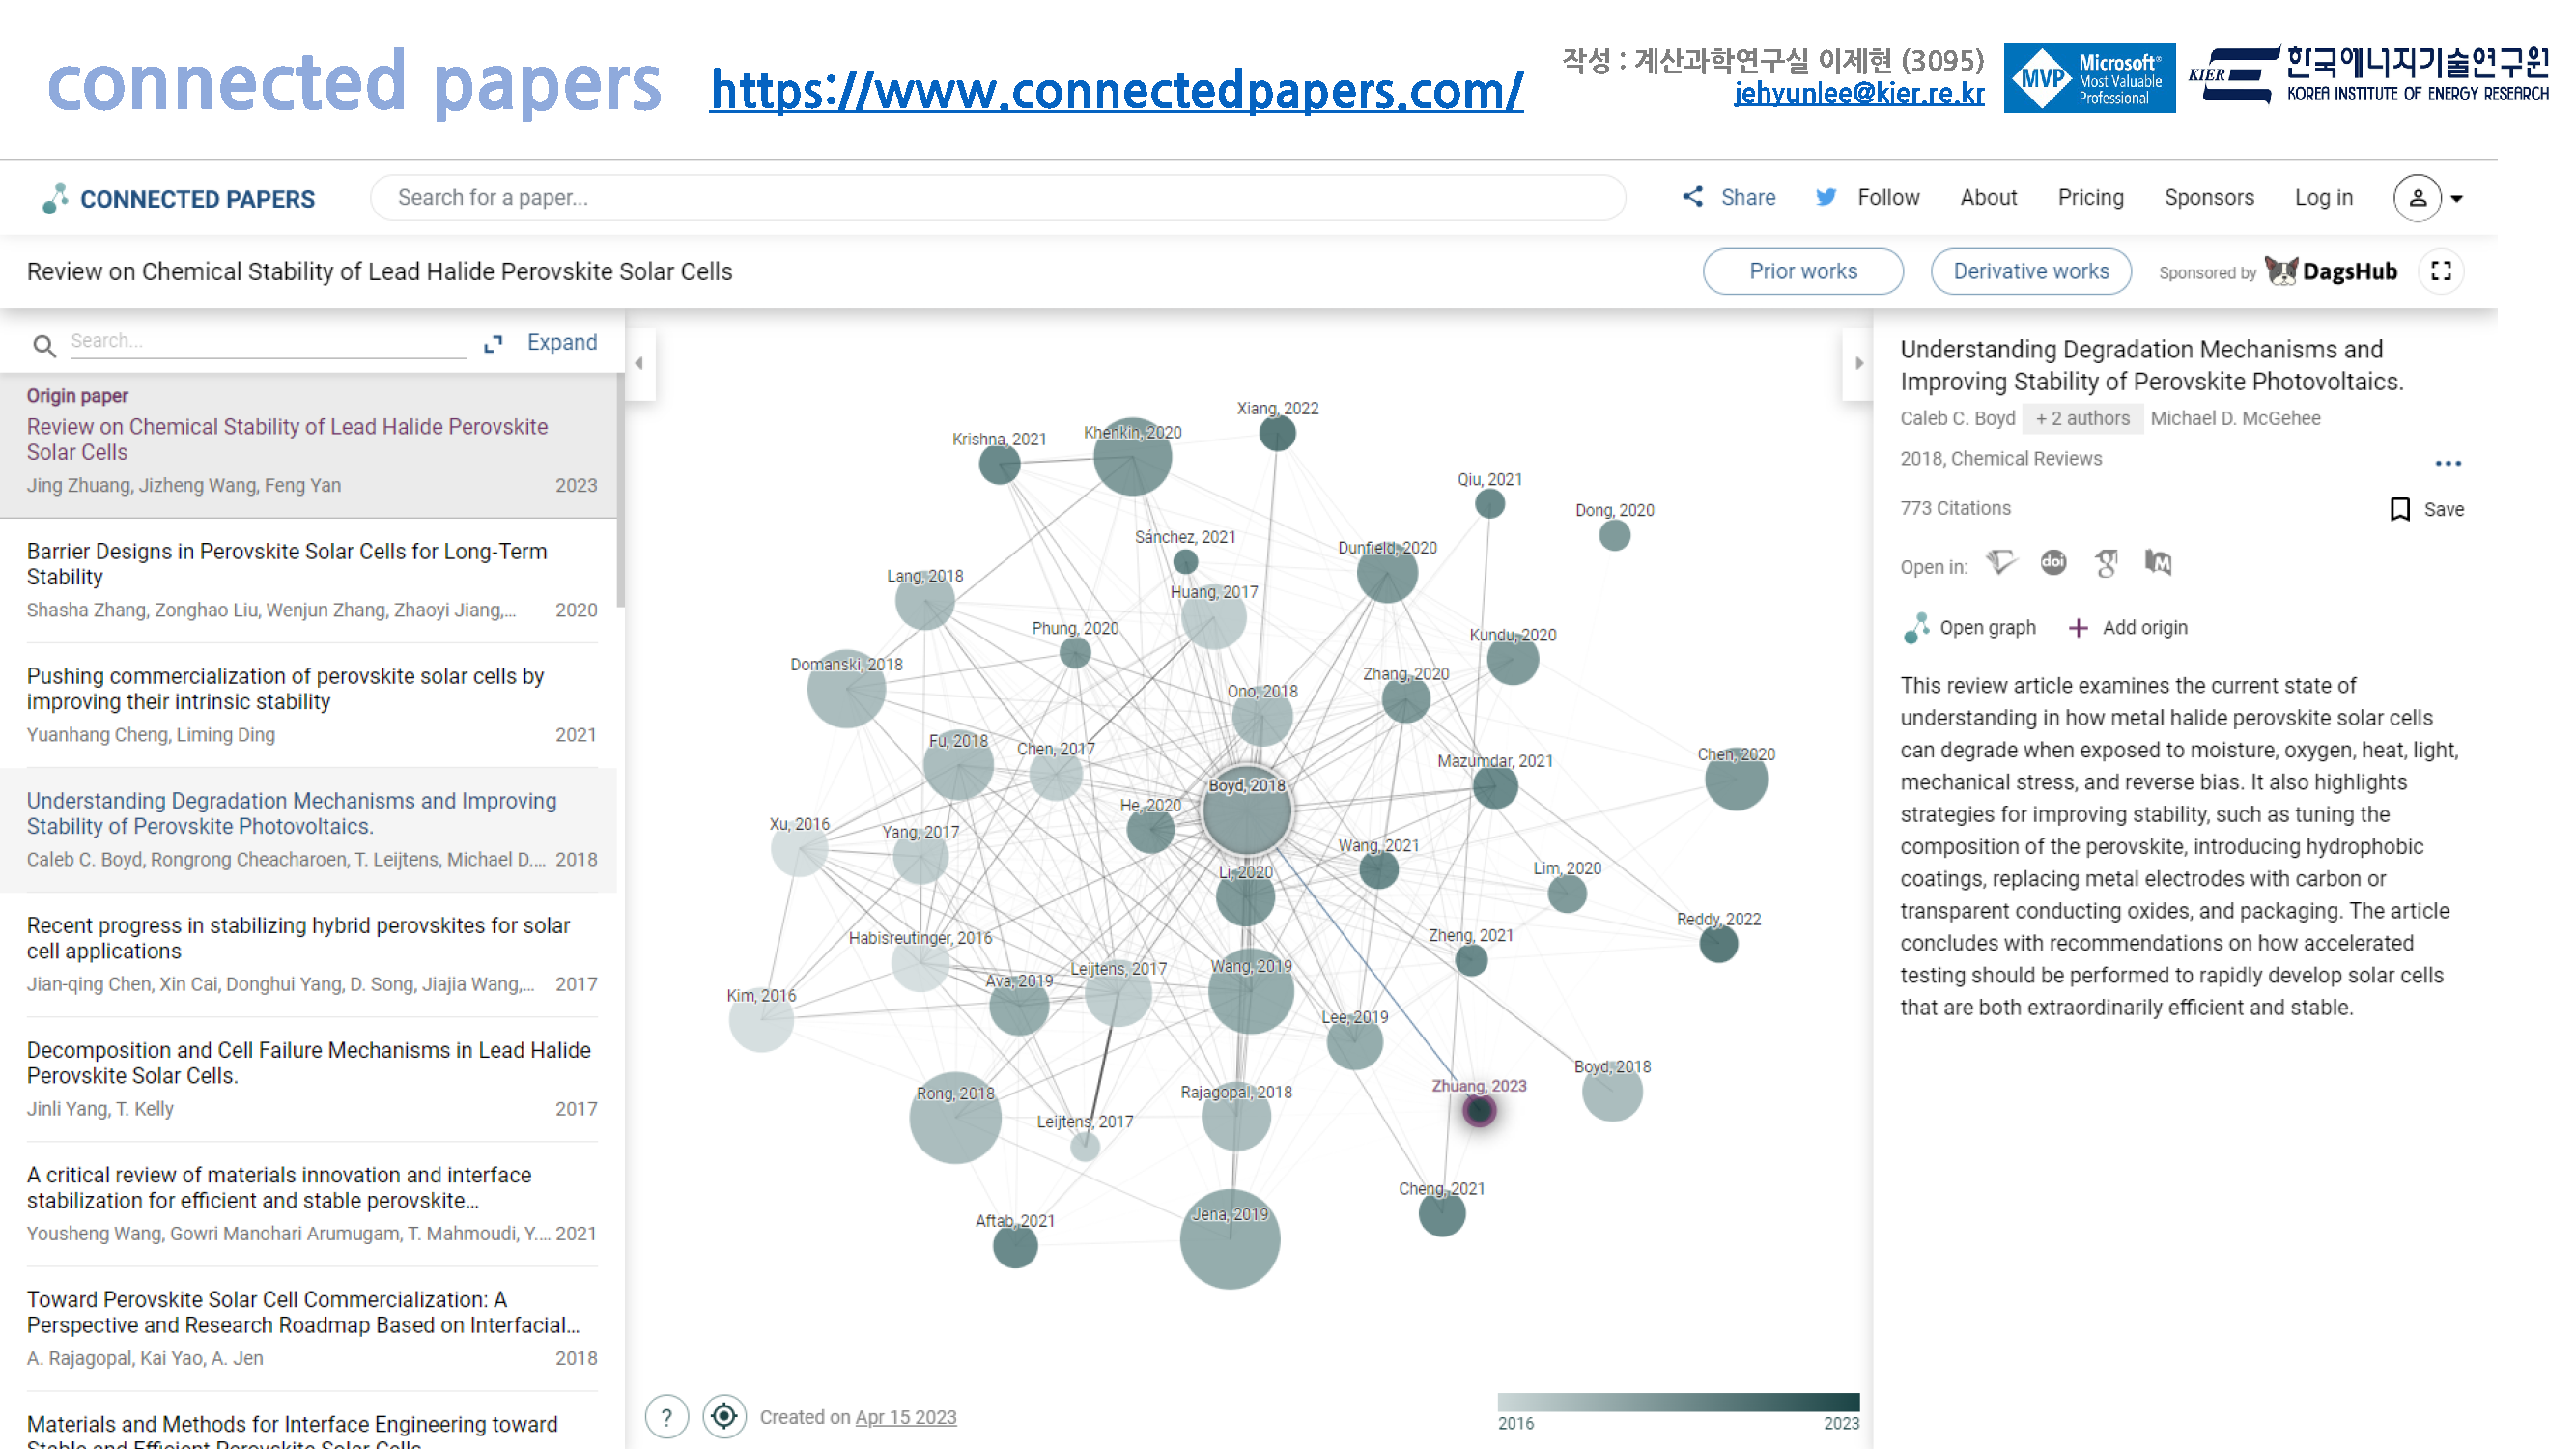 connected papers
https://www.connectedpapers.com/
작성 : 계산과학연구실 이제현 (3095)
jehyunlee@kier.re.kr
MVP
Microsoft®
Most Valuable
Professional
KIER
한국에너지기술연구원
KOREA INSTITUTE OF ENERGY RESEARCH
CONNECTED PAPERS
Search for a paper...
Share
Follow
About
Pricing
Sponsors
Log in
Review on Chemical Stability of Lead Halide Perovskite Solar Cells
Prior works
Derivative works
Sponsored by
DagsHub
Search...
Expand
Origin paper
Review on Chemical Stability of Lead Halide Perovskite
Solar Cells
Jing Zhuang, Jizheng Wang, Feng Yan 2023
Barrier Designs in Perovskite Solar Cells for Long-Term
Stability
Shasha Zhang, Zonghao Liu, Wenjun Zhang, Zhaoyi Jiang,... 2020
Pushing commercialization of perovskite solar cells by
improving their intrinsic stability
Yuanhang Cheng, Liming Ding 2021
Understanding Degradation Mechanisms and Improving
Stability of Perovskite Photovoltaics.
Caleb C. Boyd, Rongrong Cheacharoen, T. Leijtens, Michael D.... 2018
Recent progress in stabilizing hybrid perovskites for solar
cell applications
Jian-qing Chen, Xin Cai, Donghui Yang, D. Song, Jiajia Wang,... 2017
Decomposition and Cell Failure Mechanisms in Lead Halide
Perovskite Solar Cells.
Jinli Yang, T. Kelly 2017
A critical review of materials innovation and interface
stabilization for efficient and stable perovskite...
Yousheng Wang, Gowri Manohari Arumugam, T. Mahmoudi, Y.... 2021
Toward Perovskite Solar Cell Commercialization: A
Perspective and Research Roadmap Based on Interfacial...
A. Rajagopal, Kai Yao, A. Jen 2018
Materials and Methods for Interface Engineering toward
Stable and Efficient Perovskite Solar Cells
Xiang, 2022
Krishna, 2021
Khenkin, 2020
Qiu, 2021
Dong, 2020
Sánchez, 2021
Dunfield, 2020
Lang, 2018
Huang, 2017
Phung, 2020
Kundu, 2020
Domanski, 2018
Zhang, 2020
Ono, 2018
Fu, 2018
Chen, 2017
Chen, 2020
Mazumdar, 2021
Boyd, 2018
He, 2020
Xu, 2016
Yang, 2017
Wang, 2021
Li, 2020
Lim, 2020
Reddy, 2022
Habisreutinger, 2016
Zheng, 2021
Leijtens, 2017
Wang, 2019
Ava, 2019
Kim, 2016
Lee, 2019
Boyd, 2018
Zhuang, 2023
Rong, 2018
Rajagopal, 2018
Leijtens, 2017
Cheng, 2021
Jena, 2019
Aftab, 2021
?
Created on Apr 15 2023
2016
2023
Understanding Degradation Mechanisms and
Improving Stability of Perovskite Photovoltaics.
Caleb C. Boyd + 2 authors Michael D. McGehee
2018, Chemical Reviews
773 Citations
Save
Open in:
doi
g
M
Open graph
Add origin
This review article examines the current state of
understanding in how metal halide perovskite solar cells
can degrade when exposed to moisture, oxygen, heat, light,
mechanical stress, and reverse bias. It also highlights
strategies for improving stability, such as tuning the
composition of the perovskite, introducing hydrophobic
coatings, replacing metal electrodes with carbon or
transparent conducting oxides, and packaging. The article
concludes with recommendations on how accelerated
testing should be performed to rapidly develop solar cells
that are both extraordinarily efficient and stable.